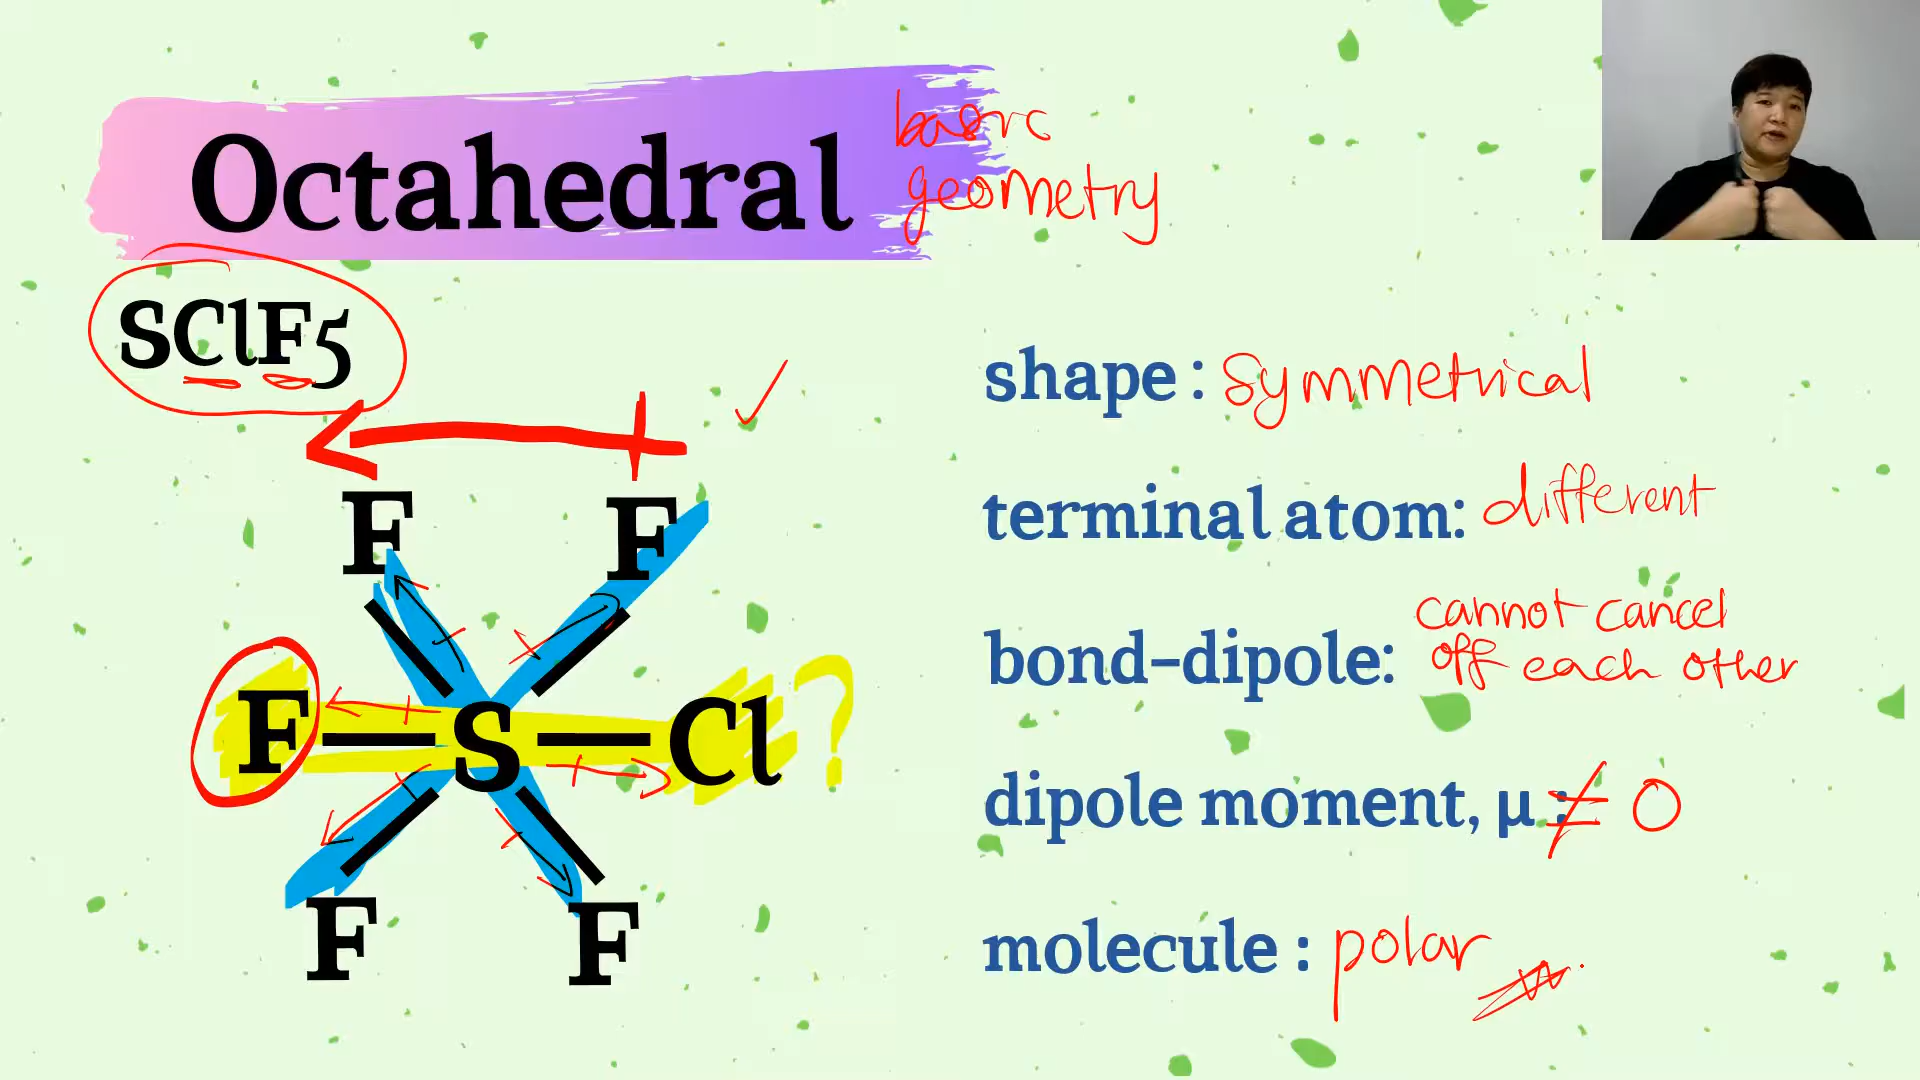 Octahedral
basic
geometry
SClF5
shape : symmetrical
terminal atom: different
bond-dipole: cannot cancel
off each other
dipole moment, μ : ≠ 0
molecule : polar
F F
F S Cl ?
F F